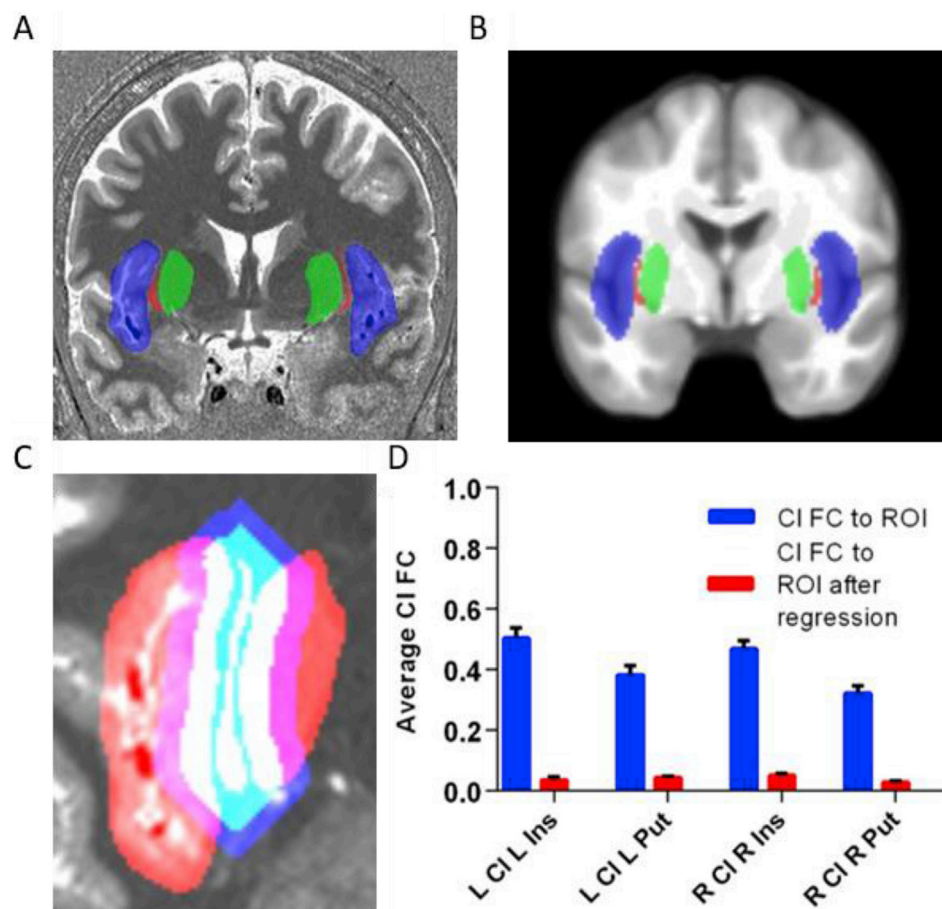 A
B
C
D
Average Cl FC
1.0
0.8
0.6
0.4
0.2
0.0
Cl FC to ROI
Cl FC to
ROI after
regression
L Cl L Ins
L Cl L Put
R Cl R Ins
R Cl R Put